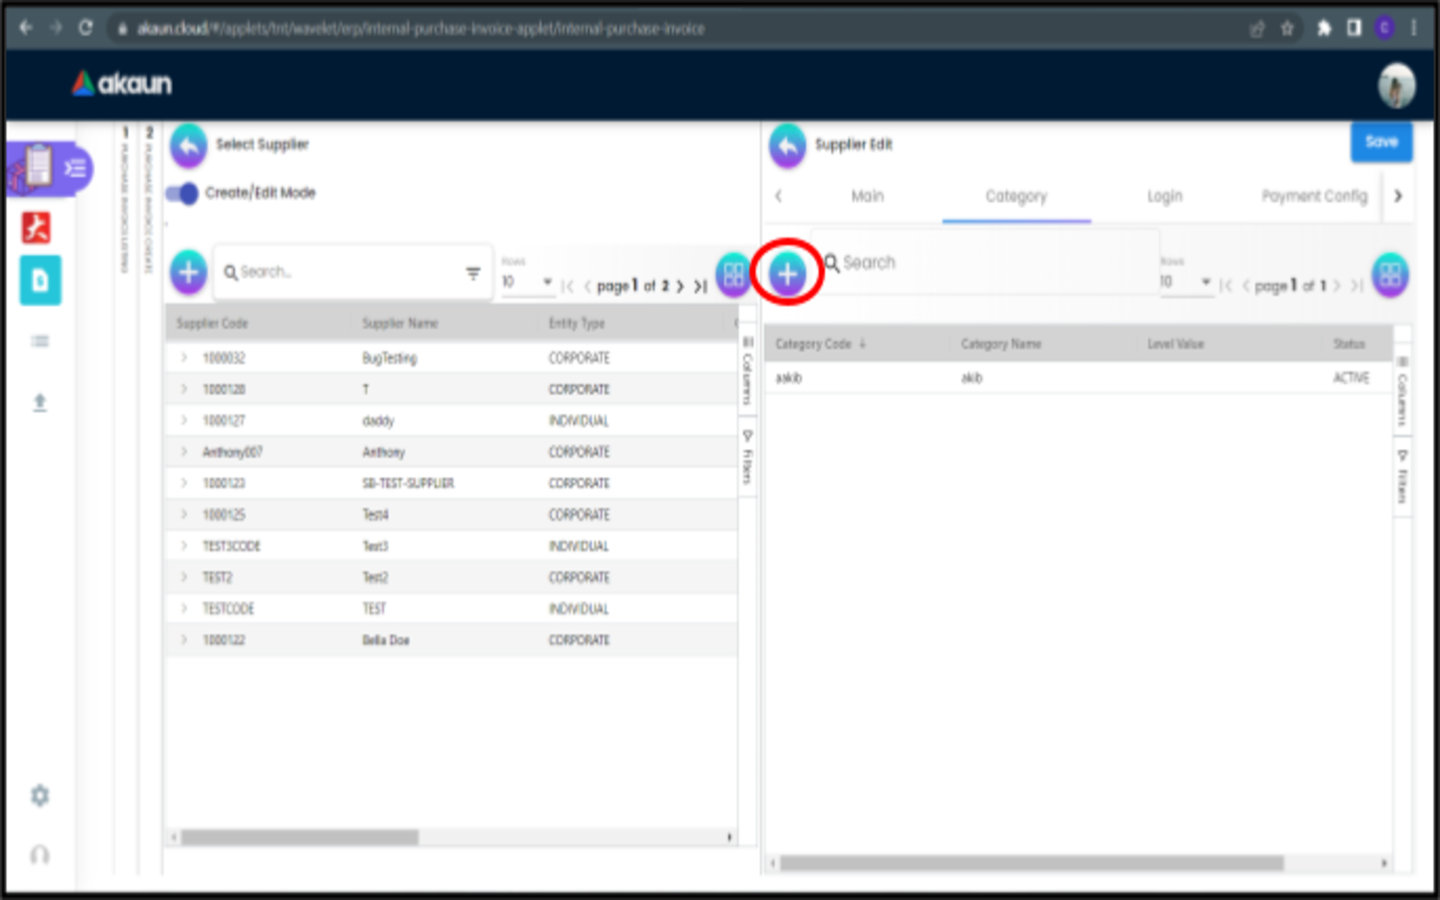 akaun.cloud/#/applets/tnt/wavelet/erp/internal-purchase-invoice-applet/internal-purchase-invoice
C
akaun
1 PURCHASE INVOICE LISTING
2 PURCHASE INVOICE CREATE
Select Supplier
Create/Edit Mode
Search...
Rows
10
page 1 of 2
Supplier Code Supplier Name Entity Type
1000032 BugTesting CORPORATE
1000128 T CORPORATE
1000127 daddy INDIVIDUAL
Anthony007 Anthony CORPORATE
1000123 SB-TEST-SUPPLIER CORPORATE
1000125 Test4 CORPORATE
TEST3CODE Test3 INDIVIDUAL
TEST2 Test2 CORPORATE
TESTCODE TEST INDIVIDUAL
1000122 Bella Doe CORPORATE
Columns
Filters
Supplier Edit
Save
Main Category Login Payment Config
Search
Rows
10
page 1 of 1
Category Code Category Name Level Value Status
aakib akib ACTIVE
Columns
Filters